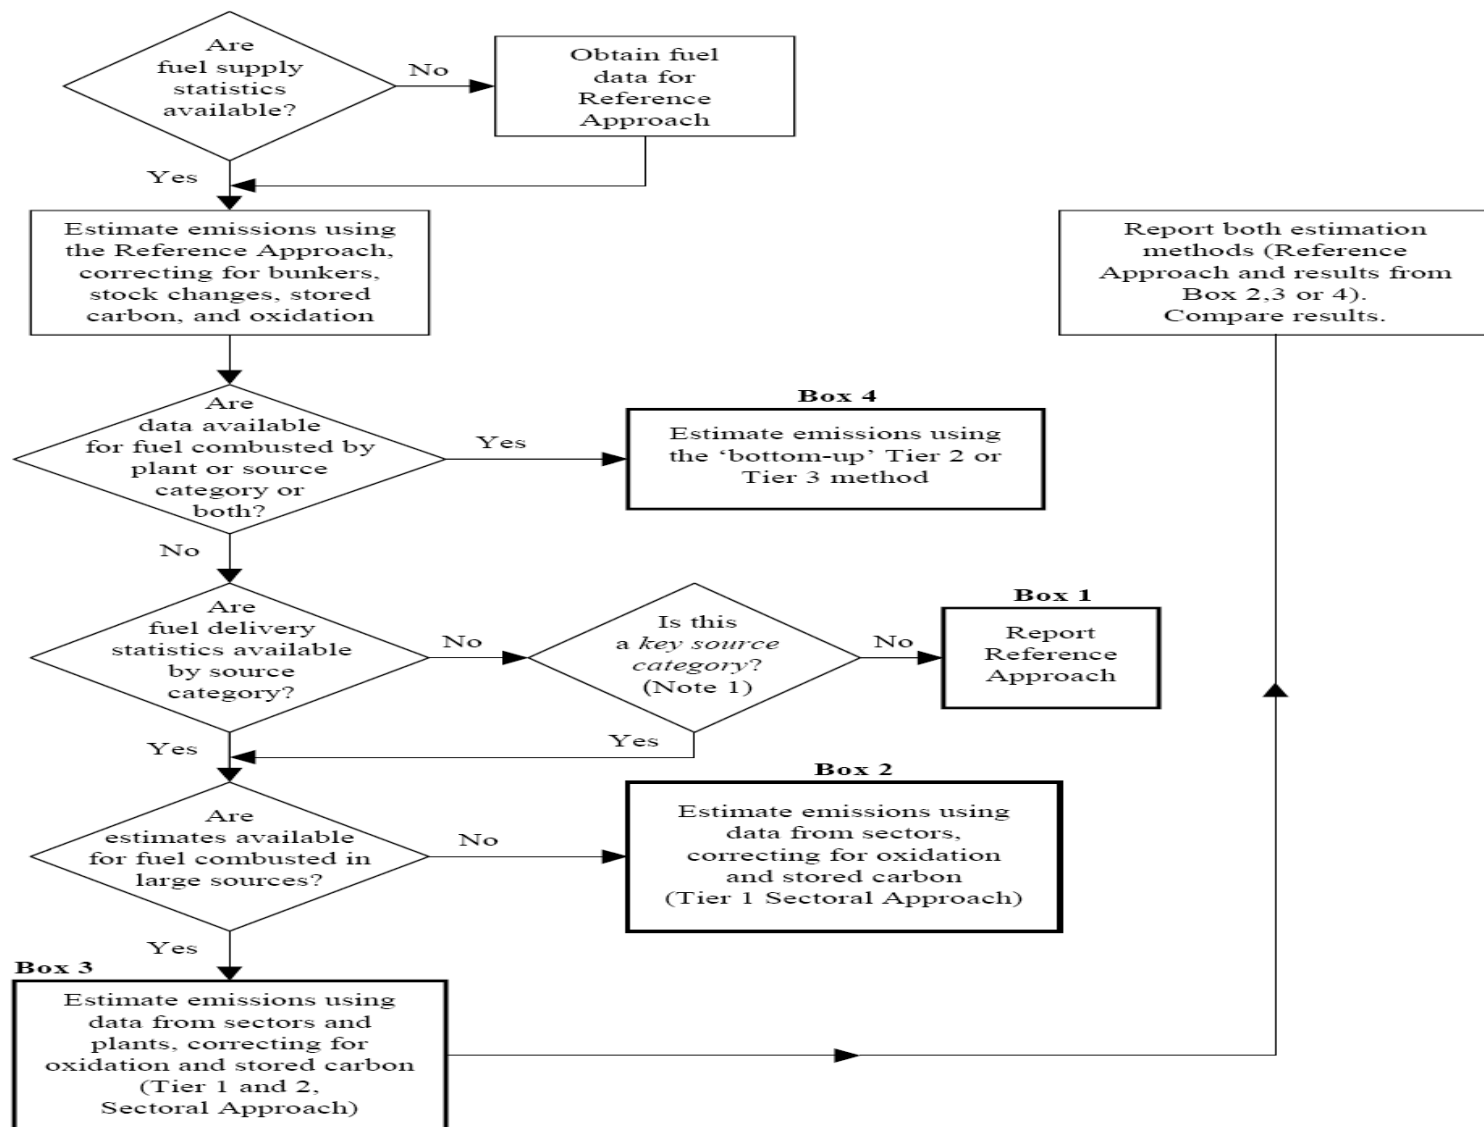 Are
fuel supply
statistics
available?
No
Obtain fuel
data for
Reference
Approach
Yes
Estimate emissions using
the Reference Approach,
correcting for bunkers,
stock changes, stored
carbon, and oxidation
Report both estimation
methods (Reference
Approach and results from
Box 2,3 or 4).
Compare results.
Are
data available
for fuel combusted by
plant or source
category or
both?
Yes
Box 4
Estimate emissions using
the ‘bottom-up’ Tier 2 or
Tier 3 method
No
Are
fuel delivery
statistics available
by source
category?
No
Is this
a key source
category?
(Note 1)
No
Box 1
Report
Reference
Approach
Yes
Yes
Are
estimates available
for fuel combusted in
large sources?
No
Box 2
Estimate emissions using
data from sectors,
correcting for oxidation
and stored carbon
(Tier 1 Sectoral Approach)
Yes
Box 3
Estimate emissions using
data from sectors and
plants, correcting for
oxidation and stored carbon
(Tier 1 and 2,
Sectoral Approach)